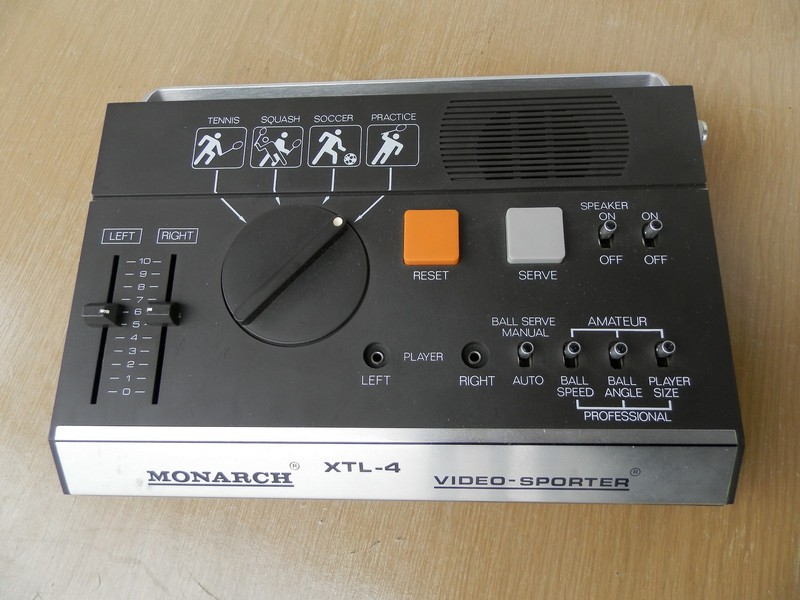 TENNIS SQUASH SOCCER PRACTICE
SPEAKER
ON ON
OFF OFF
LEFT RIGHT
10
9
8
7
6
5
4
3
2
1
0
RESET SERVE
BALL SERVE
MANUAL
AUTO
AMATEUR
LEFT PLAYER RIGHT
BALL
SPEED
BALL
ANGLE
PLAYER
SIZE
PROFESSIONAL
MONARCH® XTL-4 VIDEO-SPORTER®